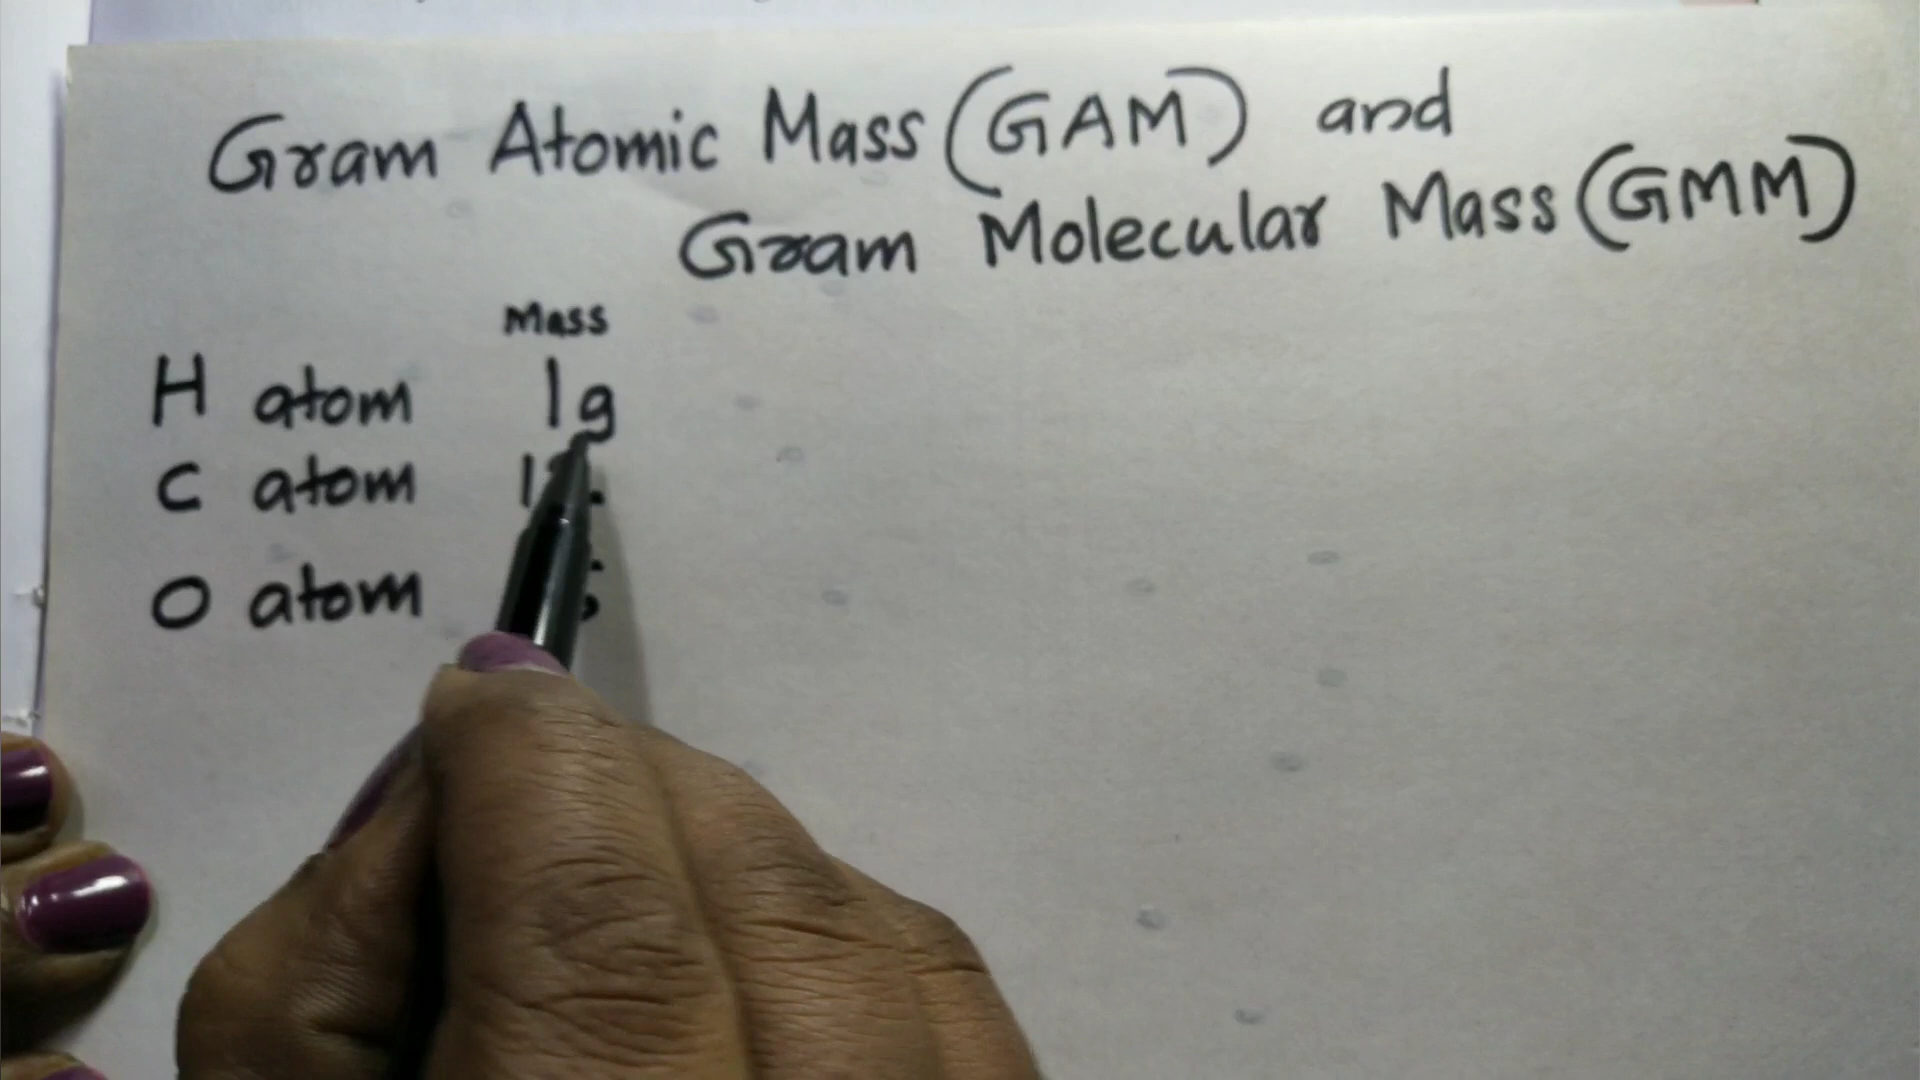 Gram Atomic Mass (GAM) and
Gram Molecular Mass (GMM)
Mass
H atom 1g
C atom
O atom